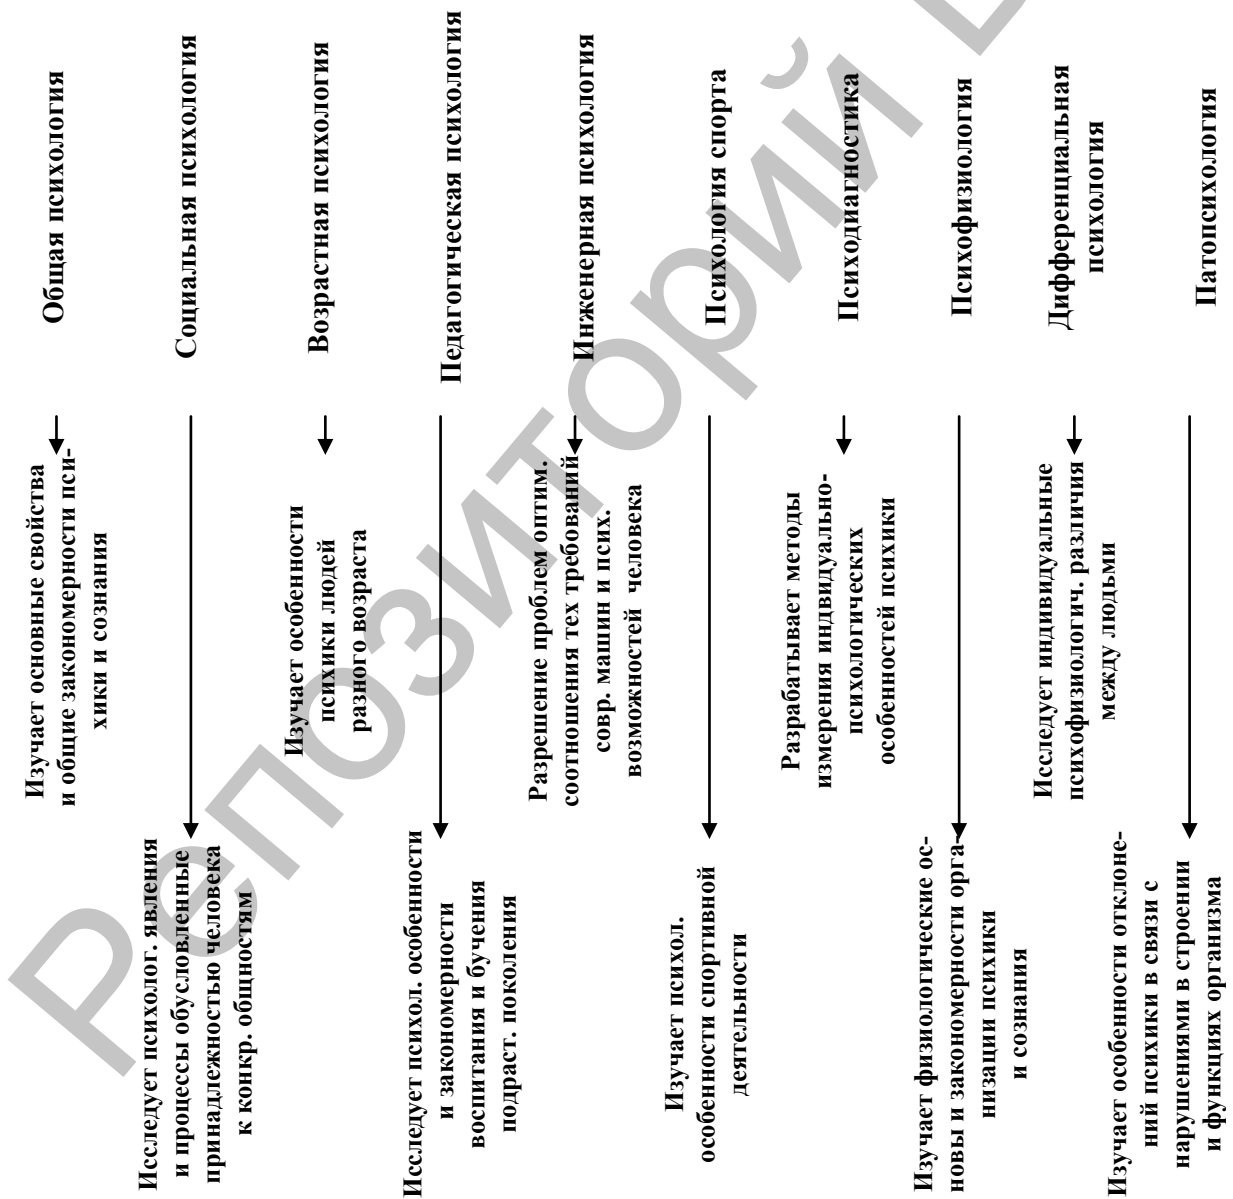 Общая психология
Изучает основные свойства
и общие закономерности пси-
хики и сознания
Социальная психология
Исследует психолог. явления
и процессы обусловленные
принадлежностью человека
к конкр. общностям
Возрастная психология
Изучает особенности
психики людей
разного возраста
Педагогическая психология
Исследует психол. особенности
и закономерности
воспитания и бучения
подраст. поколения
Инженерная психология
Разрешение проблем оптим.
соотношения тех требований
совр. машин и псих.
возможностей человека
Психология спорта
Изучает психол.
особенности спортивной
деятельности
Психодиагностика
Разрабатывает методы
измерения индвидуально-
психологических
особенностей психики
Психофизиология
Изучает физиологические ос-
новы и закономерности орга-
низации психики
и сознания
Дифференциальная
психология
Исследует индивидуальные
психофизиологич. различия
между людьми
Патопсихология
Изучает особенности отклоне-
ний психики в связи с
нарушениями в строении
и функциях организма
Репозиторий